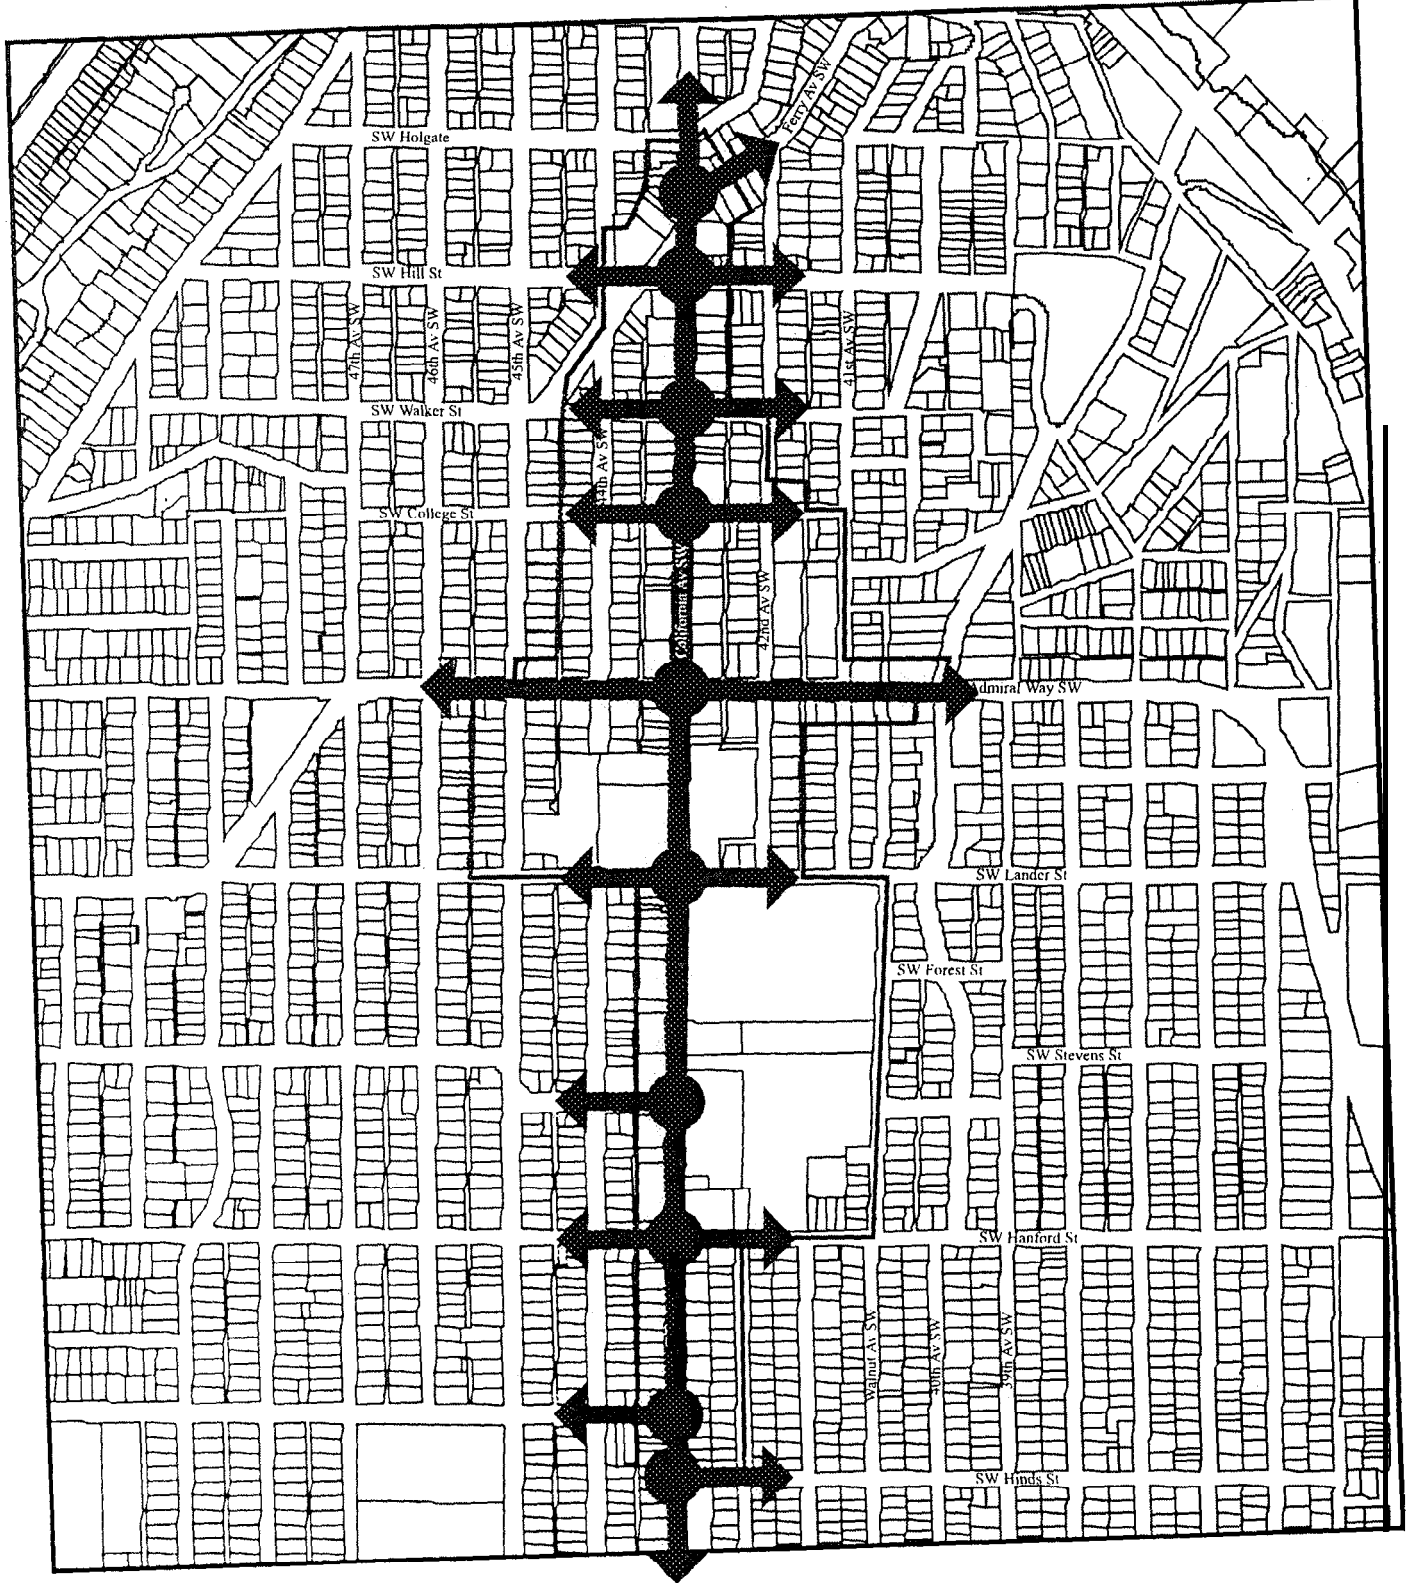 Ferry Av SW
SW Holgate
SW Hill St
47th Av SW
46th Av SW
45th Av SW
41st Av SW
SW Walker St
44th Av SW
SW College St
California Av SW
42nd Av SW
dmiral Way SW
SW Lander St
SW Forest St
SW Stevens St
SW Hanford St
Walnut Av SW
40th Av SW
39th Av SW
SW Hinds St